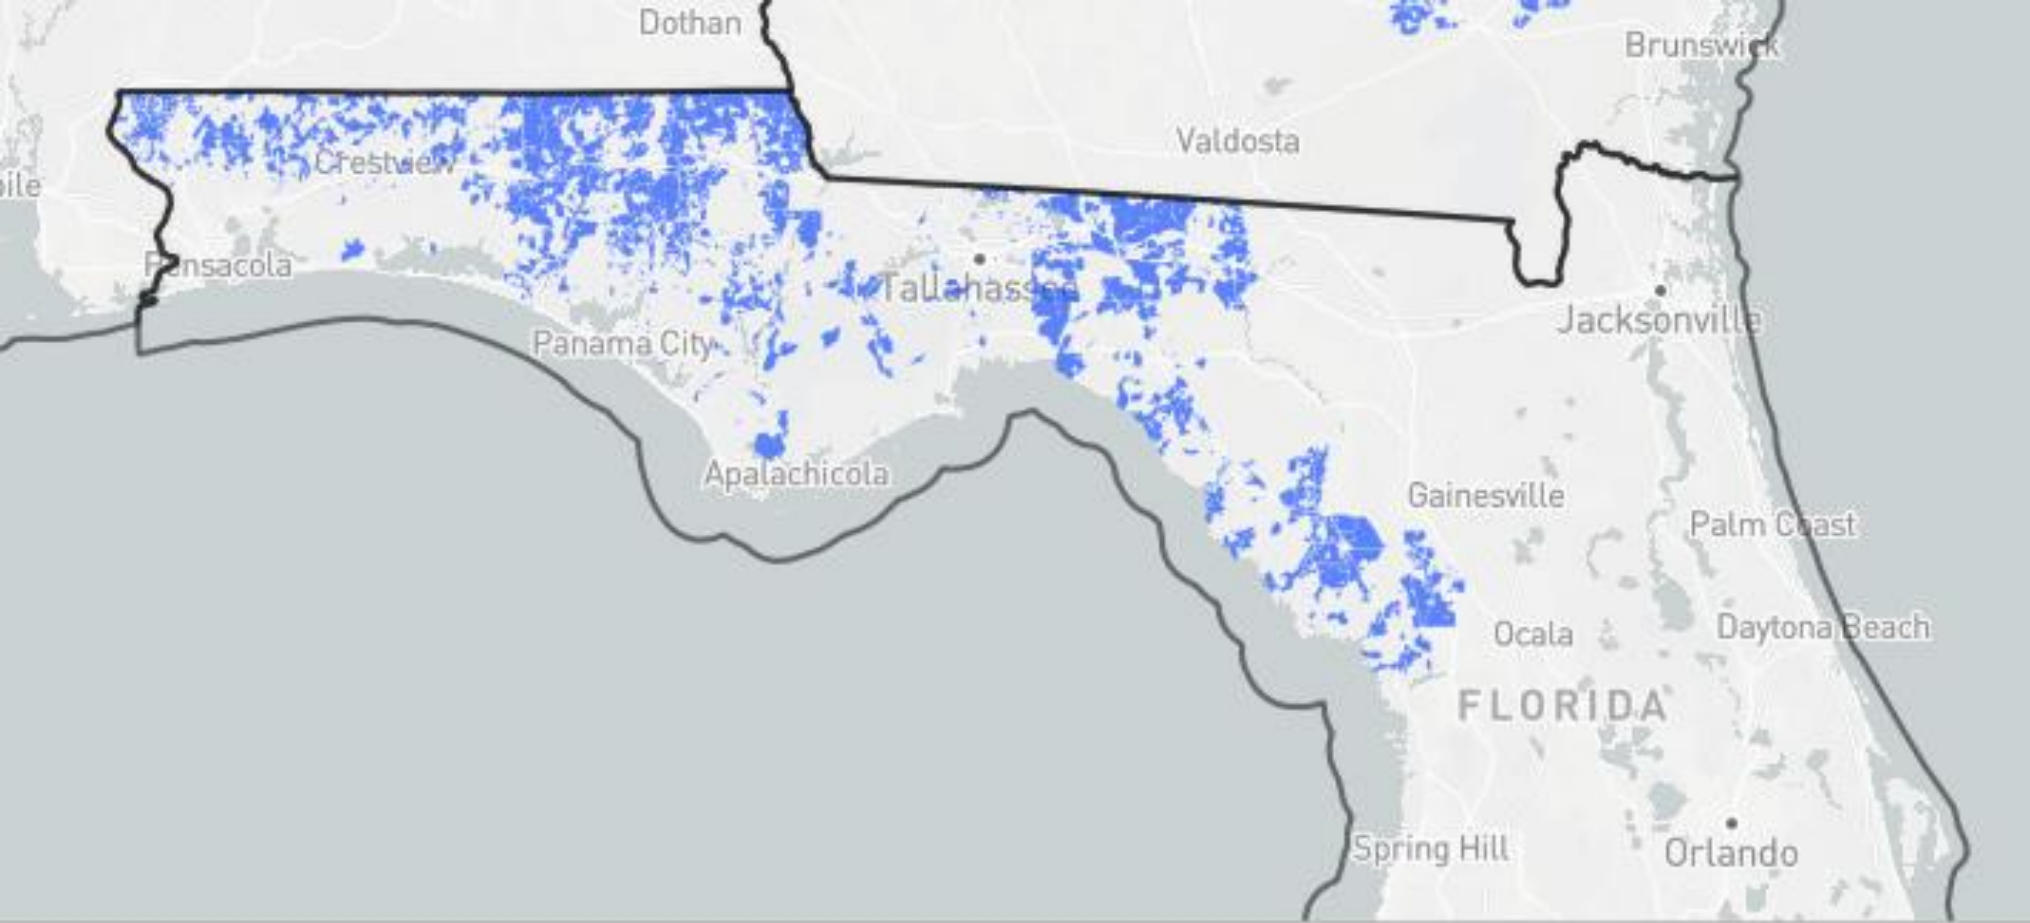 Dothan
Brunswick
Valdosta
Crestview
bile
Pensacola
Tallahassee
Jacksonville
Panama City
Apalachicola
Gainesville
Palm Coast
Ocala
Daytona Beach
FLORIDA
Spring Hill
Orlando